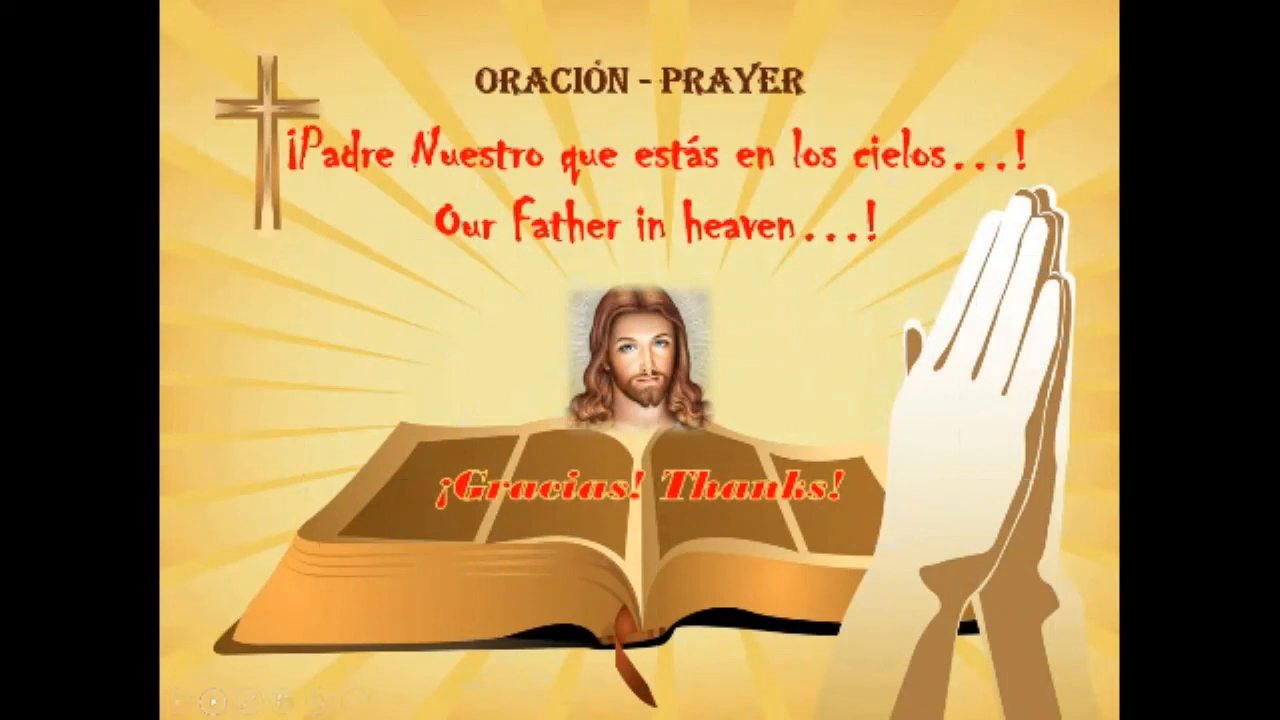 ORACIÓN - PRAYER
¡Padre Nuestro que estás en los cielos...!
Our Father in heaven...!
¡Gracias! Thanks!